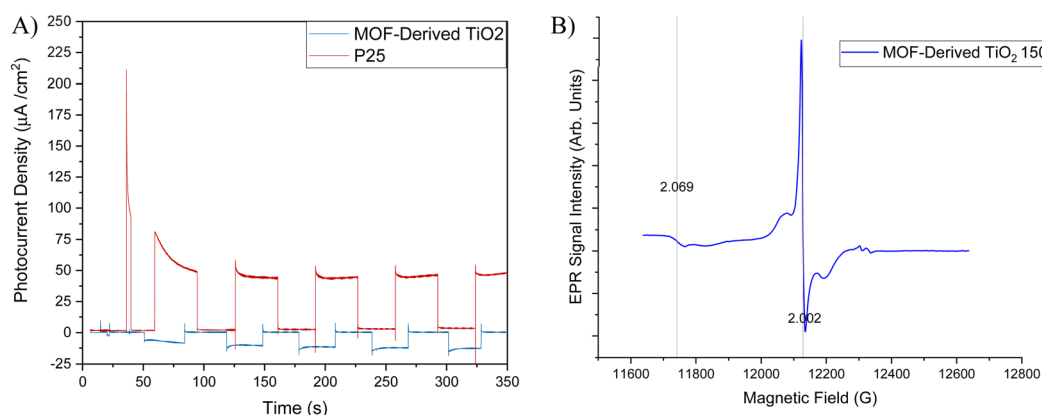 A)
MOF-Derived TiO2
P25
250
225
200
175
150
125
100
75
50
25
0
-25
Photocurrent Density (μA /cm2)
0 50 100 150 200 250 300 350
Time (s)
B)
MOF-Derived TiO2 150
2.069
2.002
EPR Signal Intensity (Arb. Units)
11600 11800 12000 12200 12400 12600 12800
Magnetic Field (G)